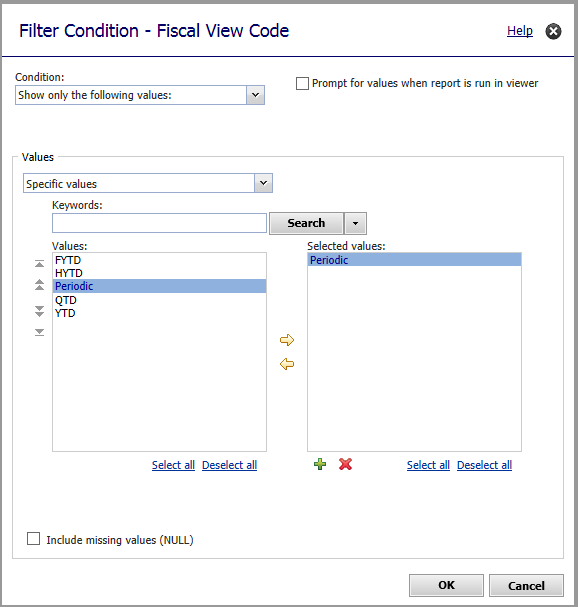 Filter Condition - Fiscal View Code
Help
Condition:
Show only the following values:
Prompt for values when report is run in viewer
Values
Specific values
Keywords:
Search
Values:
FYTD
HYTD
Periodic
QTD
YTD
Select all Deselect all
Selected values:
Periodic
Select all Deselect all
Include missing values (NULL)
OK
Cancel